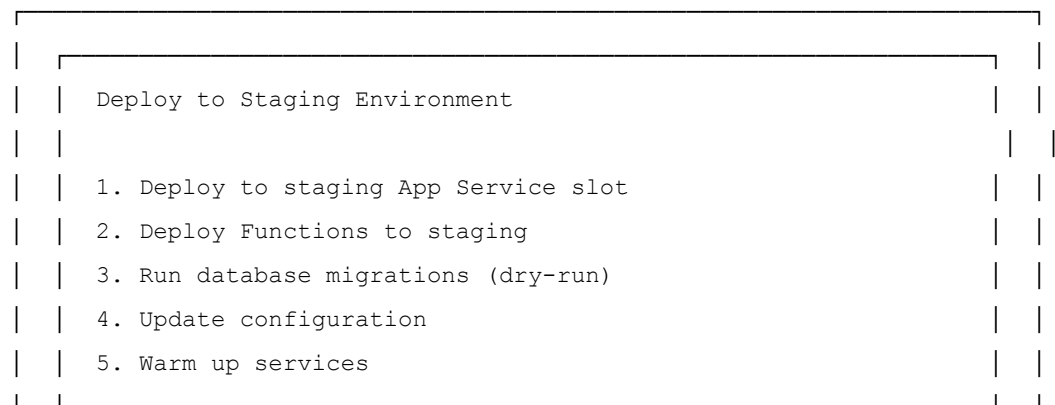 Deploy to Staging Environment
1. Deploy to staging App Service slot
2. Deploy Functions to staging
3. Run database migrations (dry-run)
4. Update configuration
5. Warm up services